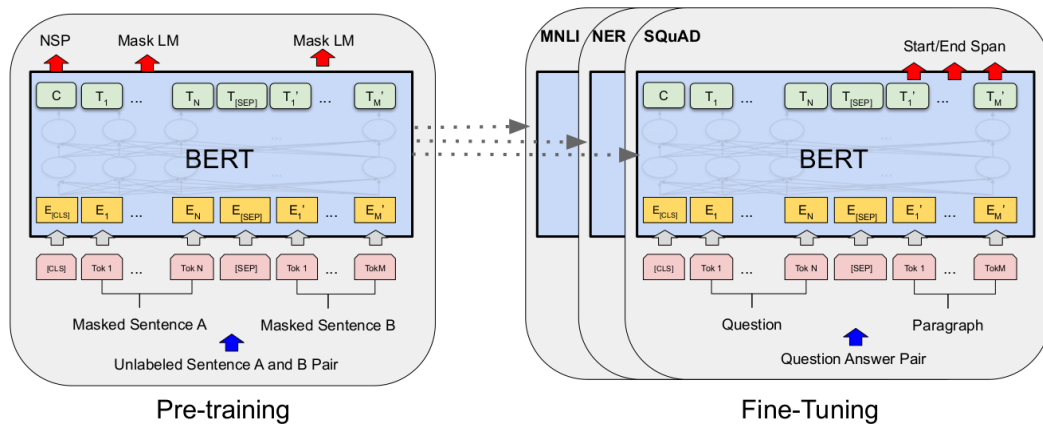 NSP Mask LM Mask LM
C T1 ... TN T[SEP] T1' ... TM'
BERT
E[CLS] E1 ... EN E[SEP] E1' ... EM'
[CLS] Tok 1 ... Tok N [SEP] Tok 1 ... TokM
Masked Sentence A Masked Sentence B
Unlabeled Sentence A and B Pair
Pre-training
MNLI NER SQuAD
Start/End Span
C T1 ... TN T[SEP] T1' ... TM'
BERT
E[CLS] E1 ... EN E[SEP] E1' ... EM'
[CLS] Tok 1 ... Tok N [SEP] Tok 1 ... TokM
Question Paragraph
Question Answer Pair
Fine-Tuning